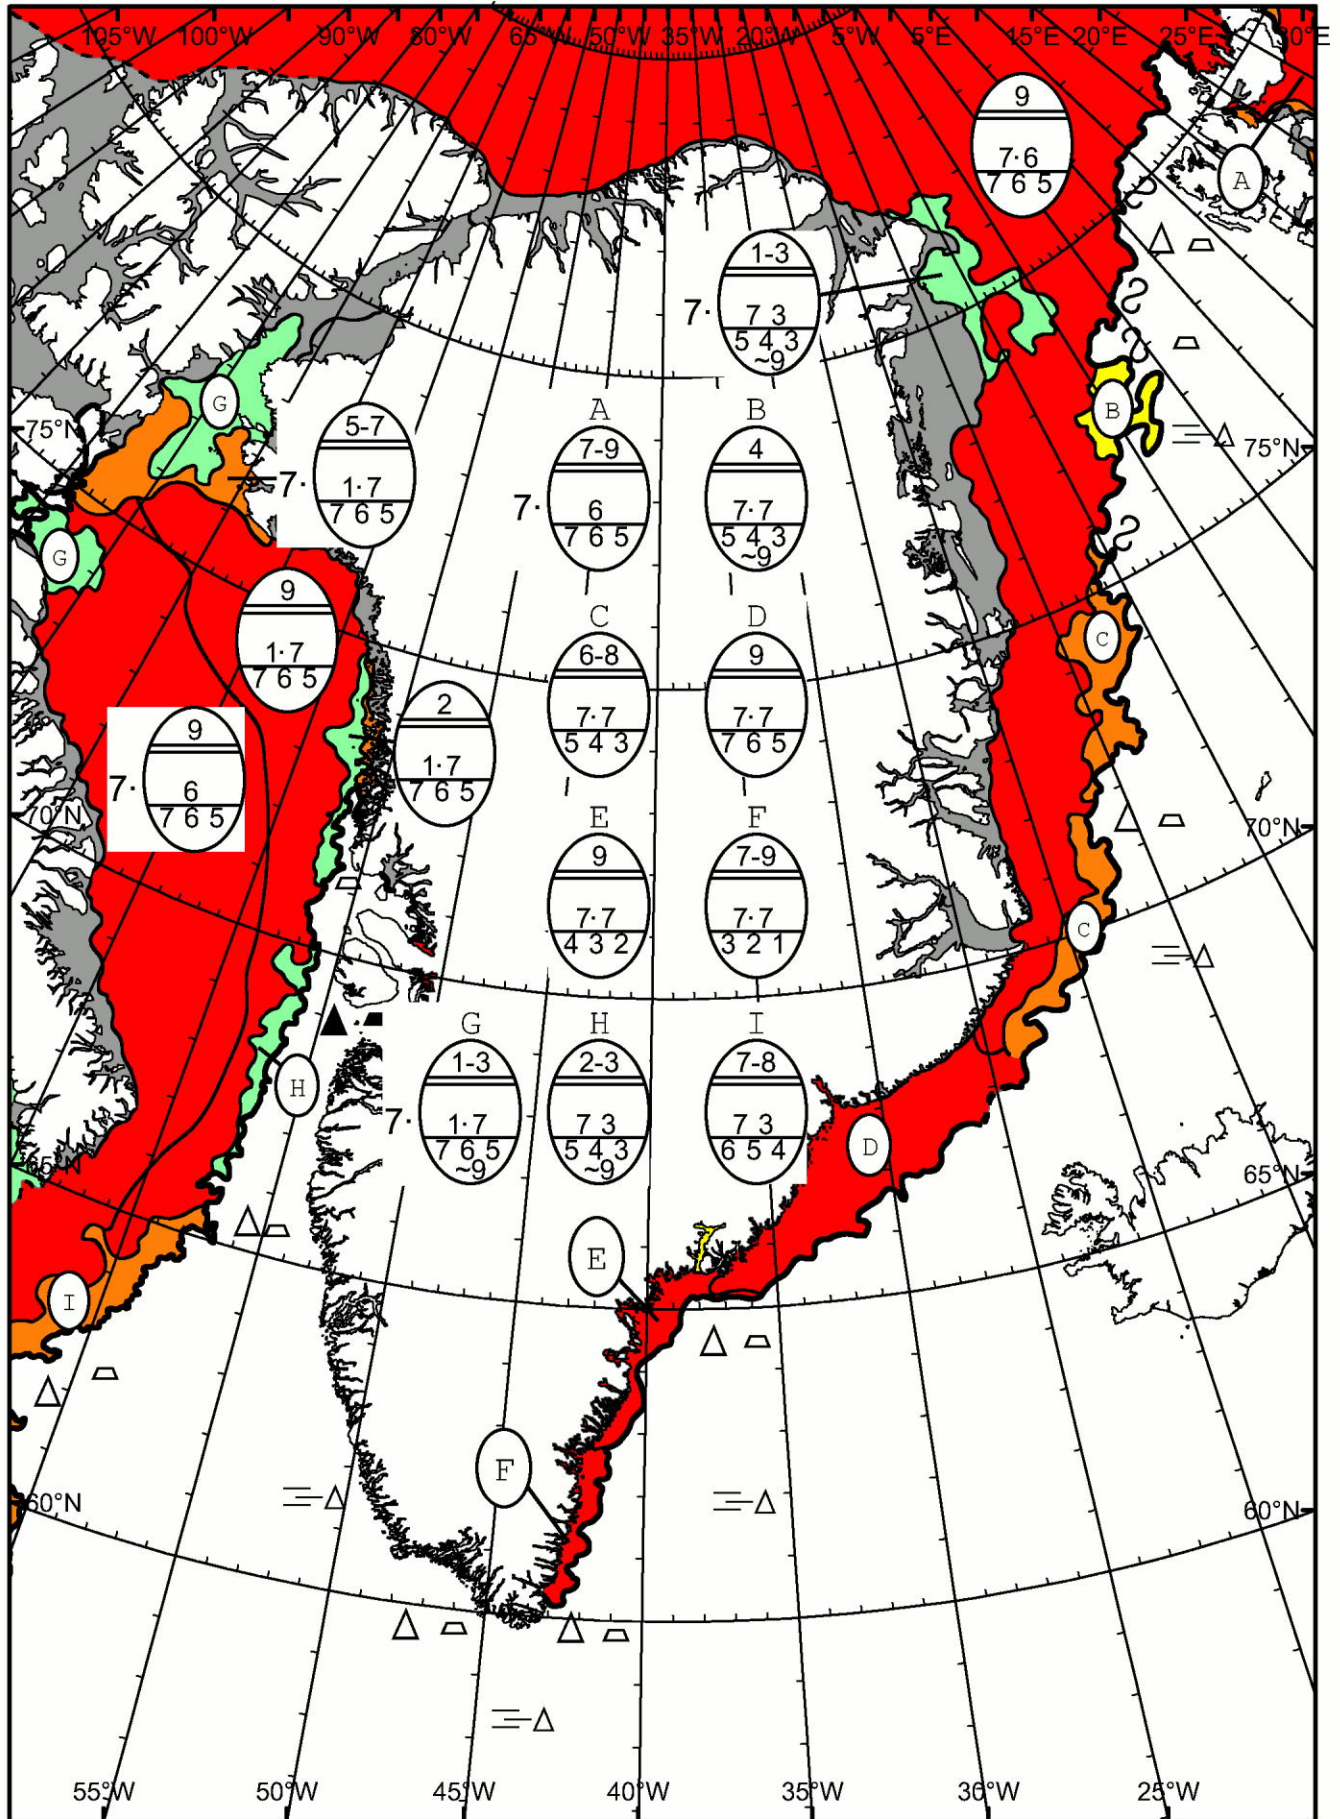 105°W 100°W 90°W 80°W 65°W 50°W 35°W 20°W 5°W 5°E 15°E 20°E 25°E 30°E
9
7·6
7 6 5
A
1-3
7·
7 3
5 4 3
~9
G
75°N
5-7
7·
1·7
7 6 5
A
7-9
7·
6
7 6 5
B
4
7·7
5 4 3
~9
B
75°N
G
9
1·7
7 6 5
C
6-8
7·7
5 4 3
D
9
7·7
7 6 5
C
9
7·
6
7 6 5
2
1·7
7 6 5
70°N
70°N
E
9
7·7
4 3 2
F
7-9
7·7
3 2 1
C
G
1-3
7·
1·7
7 6 5
~9
H
2-3
7 3
5 4 3
~9
I
7-8
7 3
6 5 4
H
D
65°N
65°N
E
I
F
60°N
60°N
55°W 50°W 45°W 40°W 35°W 30°W 25°W